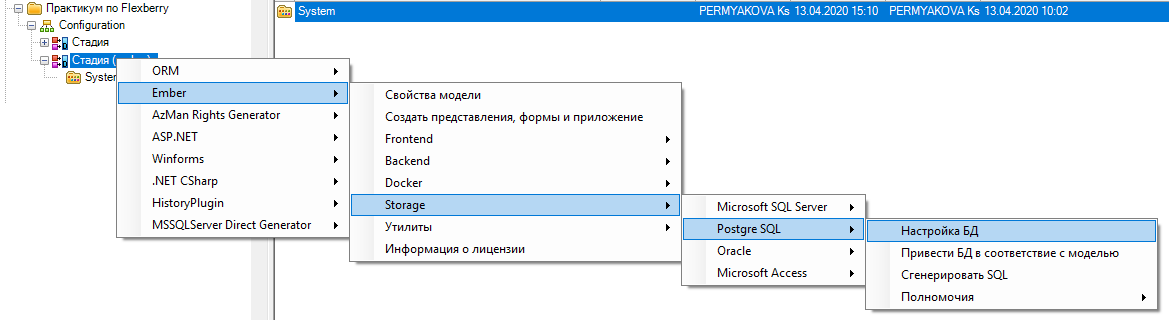 Практикум по Flexberry
Configuration
Стадия
Стадия
System
System PERMYAKOVA Ks 13.04.2020 15:10 PERMYAKOVA Ks 13.04.2020 10:02
ORM
Ember
AzMan Rights Generator
ASP.NET
Winforms
.NET CSharp
HistoryPlugin
MSSQLServer Direct Generator
Свойства модели
Создать представления, формы и приложение
Frontend
Backend
Docker
Storage
Утилиты
Информация о лицензии
Microsoft SQL Server
Postgre SQL
Oracle
Microsoft Access
Настройка БД
Привести БД в соответствие с моделью
Сгенерировать SQL
Полномочия